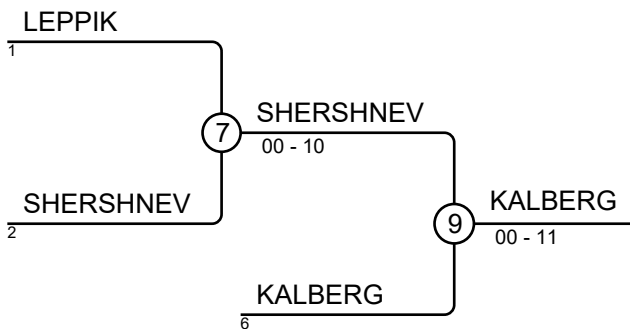 LEPPIK
1
7
SHERSHNEV
00 - 10
SHERSHNEV
2
9
KALBERG
00 - 11
KALBERG
6